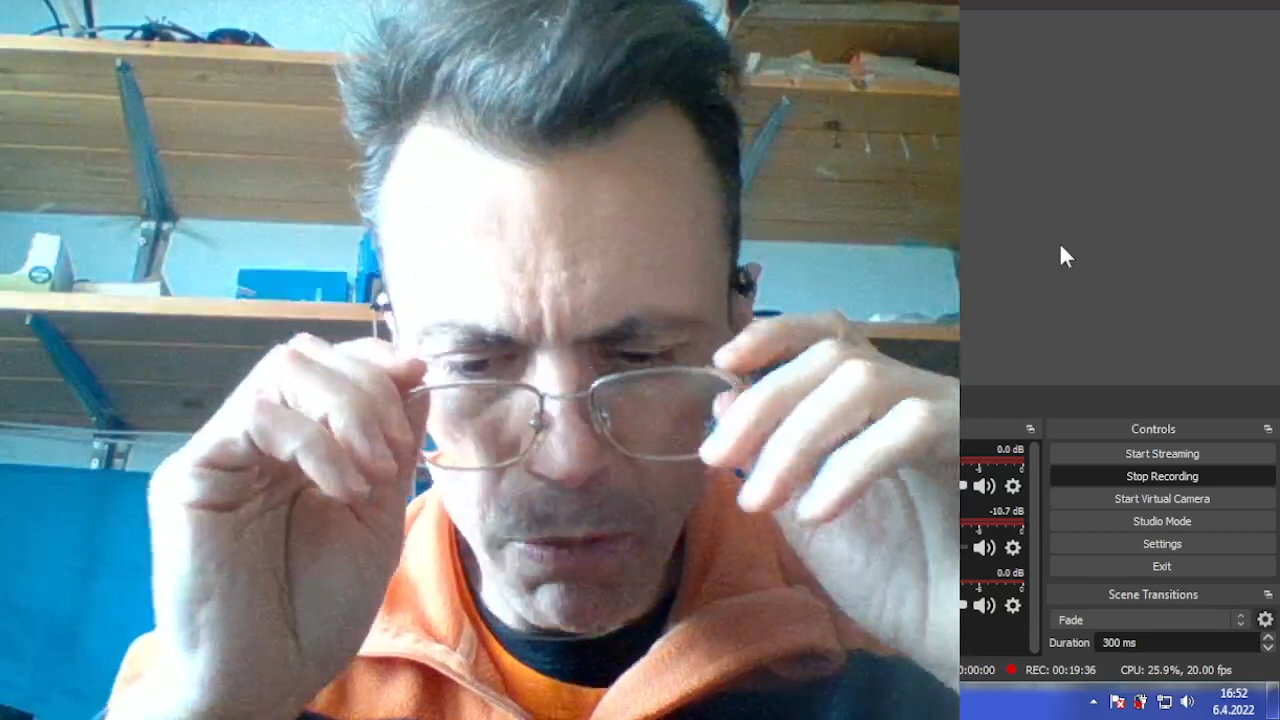 Controls
0.0 dB
Start Streaming
Stop Recording
Start Virtual Camera
-10.7 dB
Studio Mode
Settings
0.0 dB
Exit
Scene Transitions
Fade
Duration 300 ms
0:00:00 REC: 00:19:36 CPU: 25.9%, 20.00 fps
16:52
6.4.2022